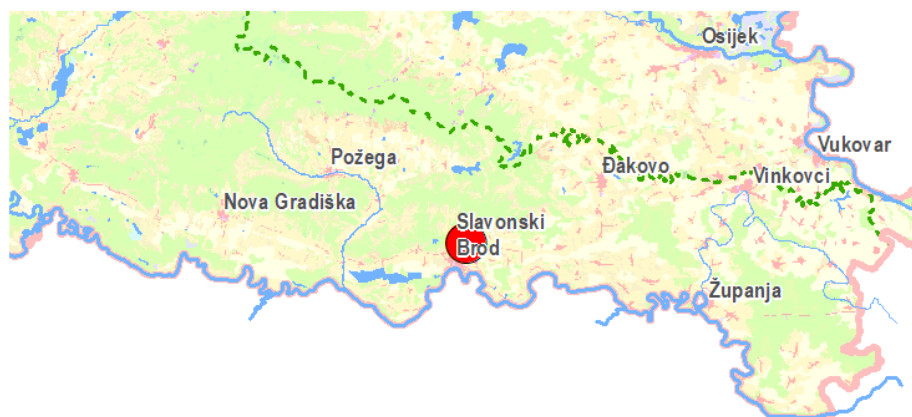 Osijek
Vukovar
Požega
Đakovo
Vinkovci
Nova Gradiška
Slavonski
Brod
Županja